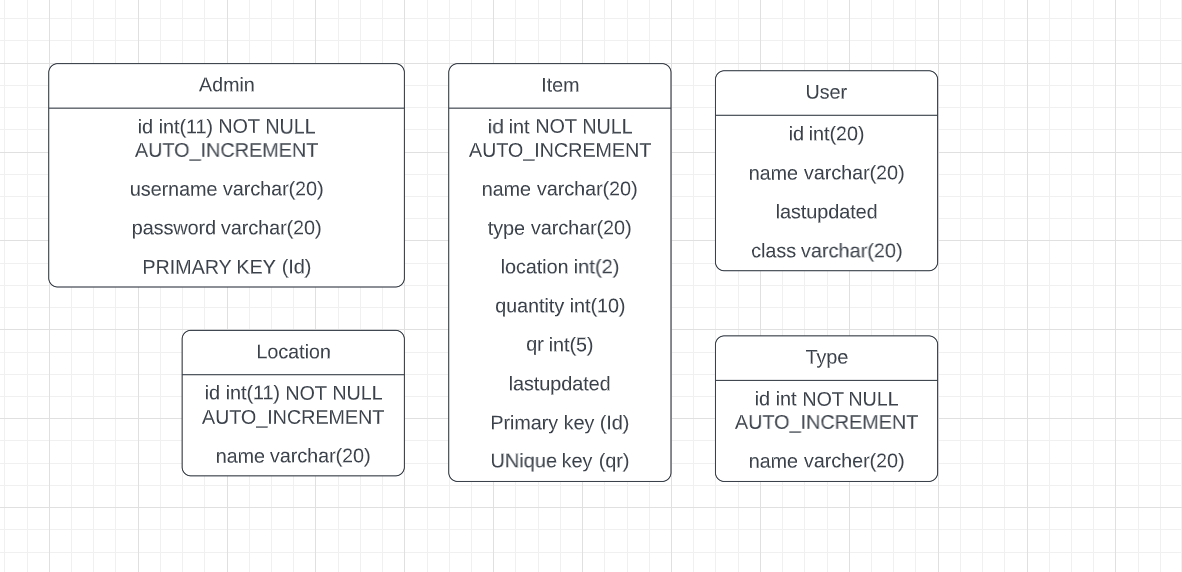 Admin
id int(11) NOT NULL
AUTO_INCREMENT
username varchar(20)
password varchar(20)
PRIMARY KEY (Id)
Item
id int NOT NULL
AUTO_INCREMENT
name varchar(20)
type varchar(20)
location int(2)
quantity int(10)
qr int(5)
lastupdated
Primary key (Id)
UNique key (qr)
User
id int(20)
name varchar(20)
lastupdated
class varchar(20)
Location
id int(11) NOT NULL
AUTO_INCREMENT
name varchar(20)
Type
id int NOT NULL
AUTO_INCREMENT
name varcher(20)